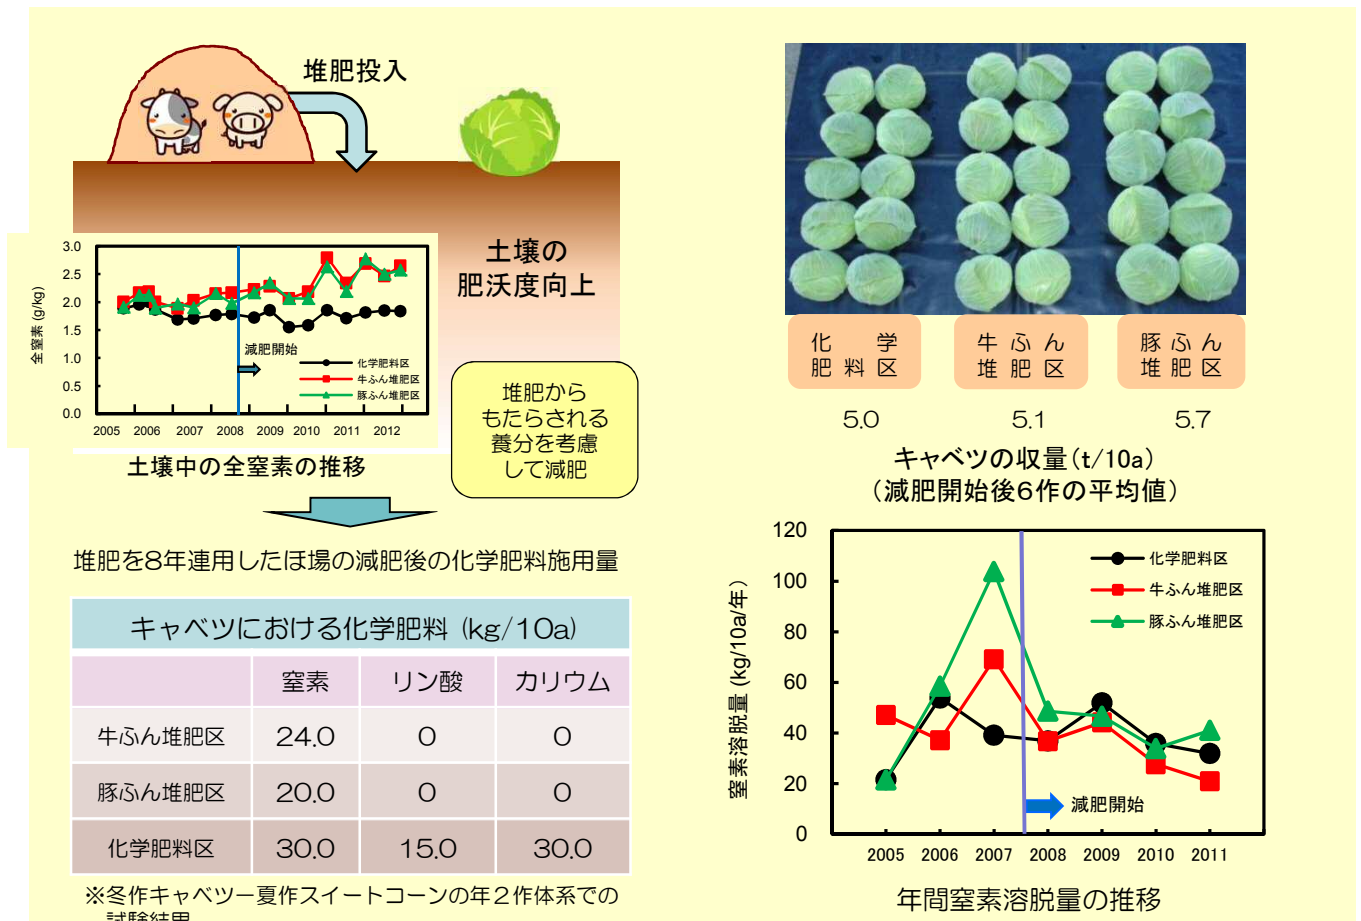 堆肥投入
土壌の
肥沃度向上
3.0
2.5
2.0
1.5
1.0
0.5
0.0
全窒素 (g/kg)
減肥開始
化学肥料区
牛ふん堆肥区
豚ふん堆肥区
2005 2006 2007 2008 2009 2010 2011 2012
土壌中の全窒素の推移
堆肥から
もたらされる
養分を考慮
して減肥
堆肥を8年連用したほ場の減肥後の化学肥料施用量
キャベツにおける化学肥料 (kg/10a)
窒素 リン酸 カリウム
牛ふん堆肥区 24.0 0 0
豚ふん堆肥区 20.0 0 0
化学肥料区 30.0 15.0 30.0
※冬作キャベツー夏作スイートコーンの年2作体系での
試験結果
化学
肥料区
牛ふん
堆肥区
豚ふん
堆肥区
5.0 5.1 5.7
キャベツの収量(t/10a)
(減肥開始後6作の平均値)
120
100
80
60
40
20
0
窒素溶脱量 (kg/10a/年)
化学肥料区
牛ふん堆肥区
豚ふん堆肥区
減肥開始
2005 2006 2007 2008 2009 2010 2011
年間窒素溶脱量の推移